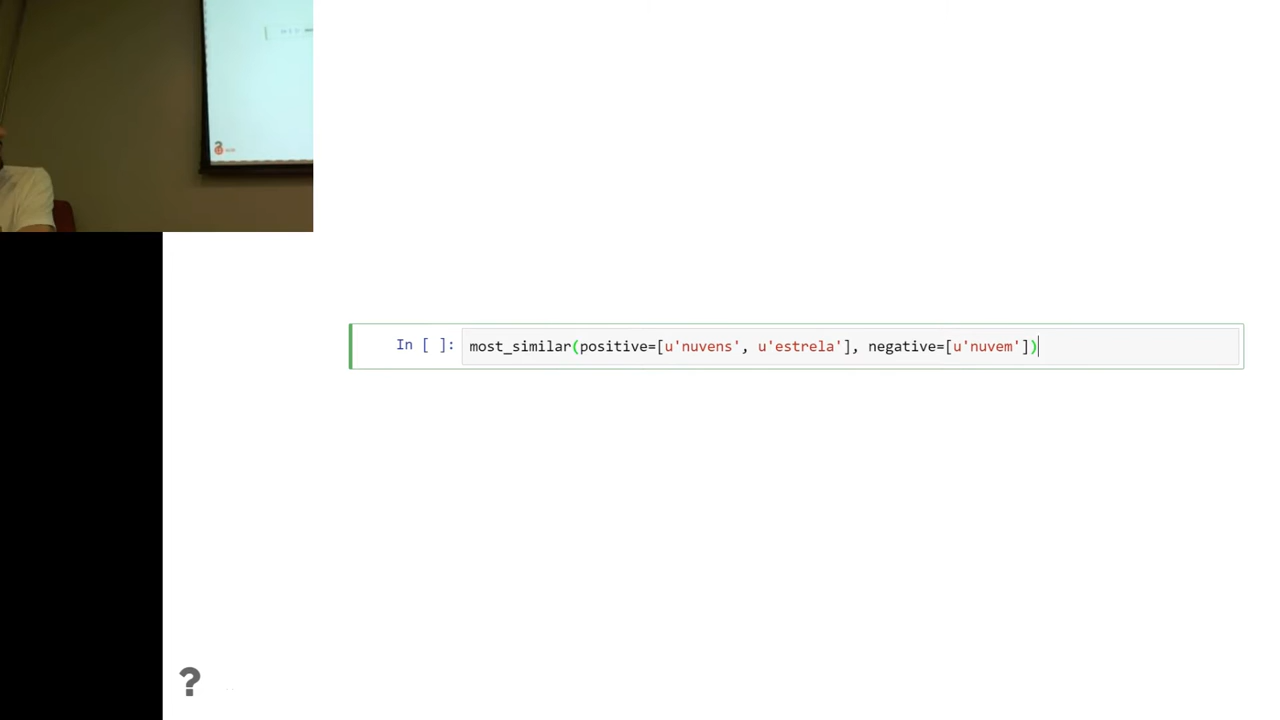 In [ ]: most_similar(positive=[u'nuvens', u'estrela'], negative=[u'nuvem'])
?